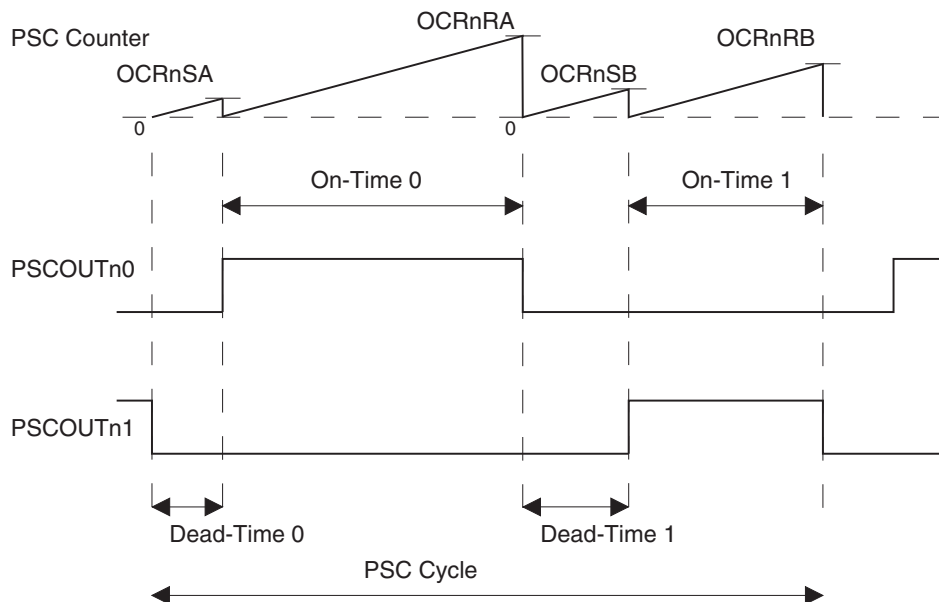 PSC Counter
OCRnRA
OCRnRB
OCRnSA
OCRnSB
0
0
On-Time 0
On-Time 1
PSCOUTn0
PSCOUTn1
Dead-Time 0
Dead-Time 1
PSC Cycle